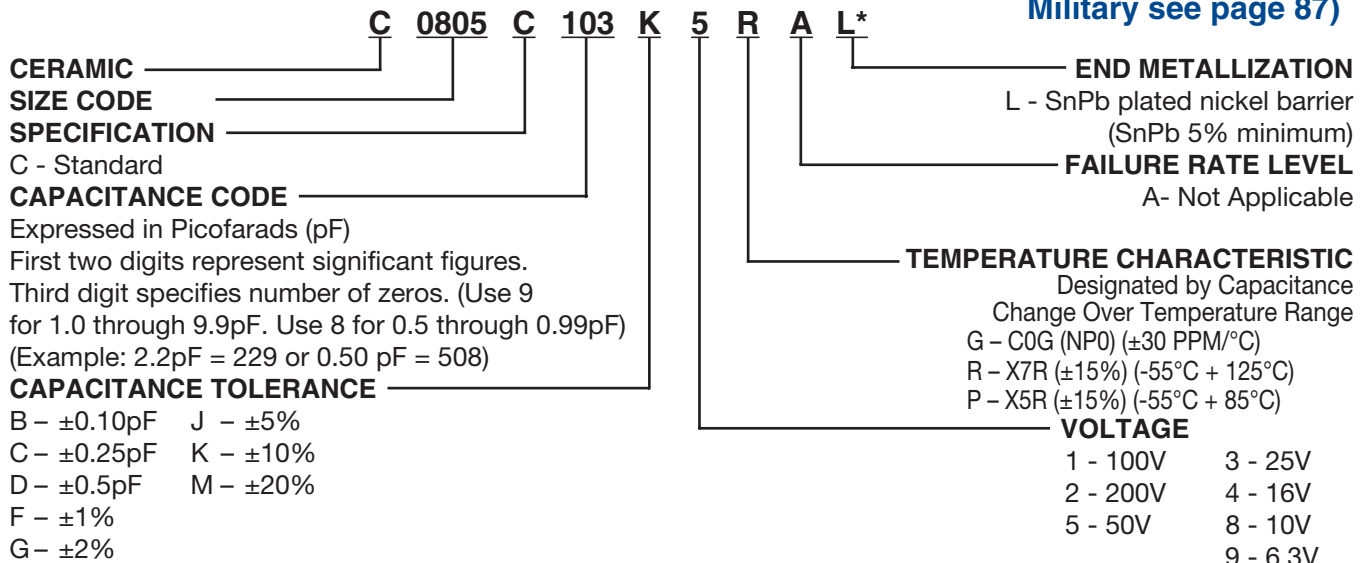 Military see page 87)
C 0805 C 103 K 5 R A L*
CERAMIC
SIZE CODE
SPECIFICATION
C - Standard
CAPACITANCE CODE
Expressed in Picofarads (pF)
First two digits represent significant figures.
Third digit specifies number of zeros. (Use 9
for 1.0 through 9.9pF. Use 8 for 0.5 through 0.99pF)
(Example: 2.2pF = 229 or 0.50 pF = 508)
CAPACITANCE TOLERANCE
B – ±0.10pF J – ±5%
C – ±0.25pF K – ±10%
D – ±0.5pF M – ±20%
F – ±1%
G – ±2%
END METALLIZATION
L - SnPb plated nickel barrier
(SnPb 5% minimum)
FAILURE RATE LEVEL
A- Not Applicable
TEMPERATURE CHARACTERISTIC
Designated by Capacitance
Change Over Temperature Range
G – C0G (NP0) (±30 PPM/°C)
R – X7R (±15%) (-55°C + 125°C)
P – X5R (±15%) (-55°C + 85°C)
VOLTAGE
1 - 100V 3 - 25V
2 - 200V 4 - 16V
5 - 50V 8 - 10V
9 - 6.3V